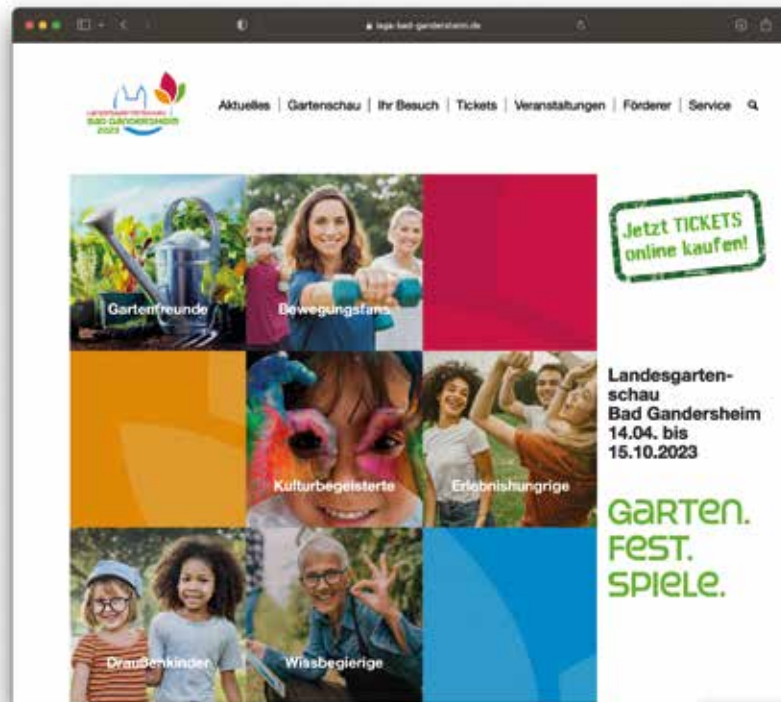 laga-bad-gandersheim.de
Landesgartenschau
BAD GANDERSHEIM
2023
Aktuelles | Gartenschau | Ihr Besuch | Tickets | Veranstaltungen | Förderer | Service
Gartenfreunde
Bewegungsfans
Jetzt TICKETS
online kaufen!
Kulturbegeisterte
Erlebnishungrige
Landesgarten-
schau
Bad Gandersheim
14.04. bis
15.10.2023
GARTEN.
FEST.
SPIELE.
Draußenkinder
Wissbegierige